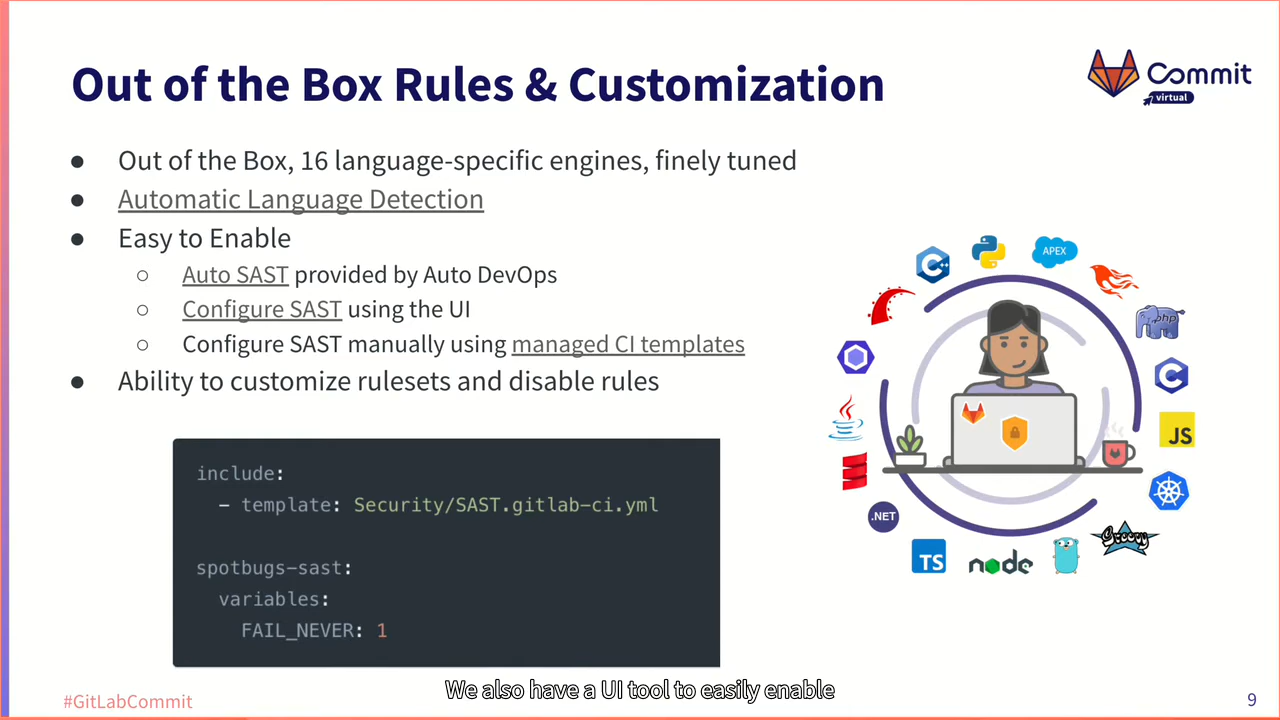 Out of the Box Rules & Customization
Commit
virtual
● Out of the Box, 16 language-specific engines, finely tuned
● Automatic Language Detection
● Easy to Enable
○ Auto SAST provided by Auto DevOps
○ Configure SAST using the UI
○ Configure SAST manually using managed CI templates
● Ability to customize rulesets and disable rules
include:
  - template: Security/SAST.gitlab-ci.yml
spotbugs-sast:
  variables:
    FAIL_NEVER: 1
C++
APEX
php
C
JS
Groovy
node
TS
.NET
We also have a UI tool to easily enable
#GitLabCommit
9